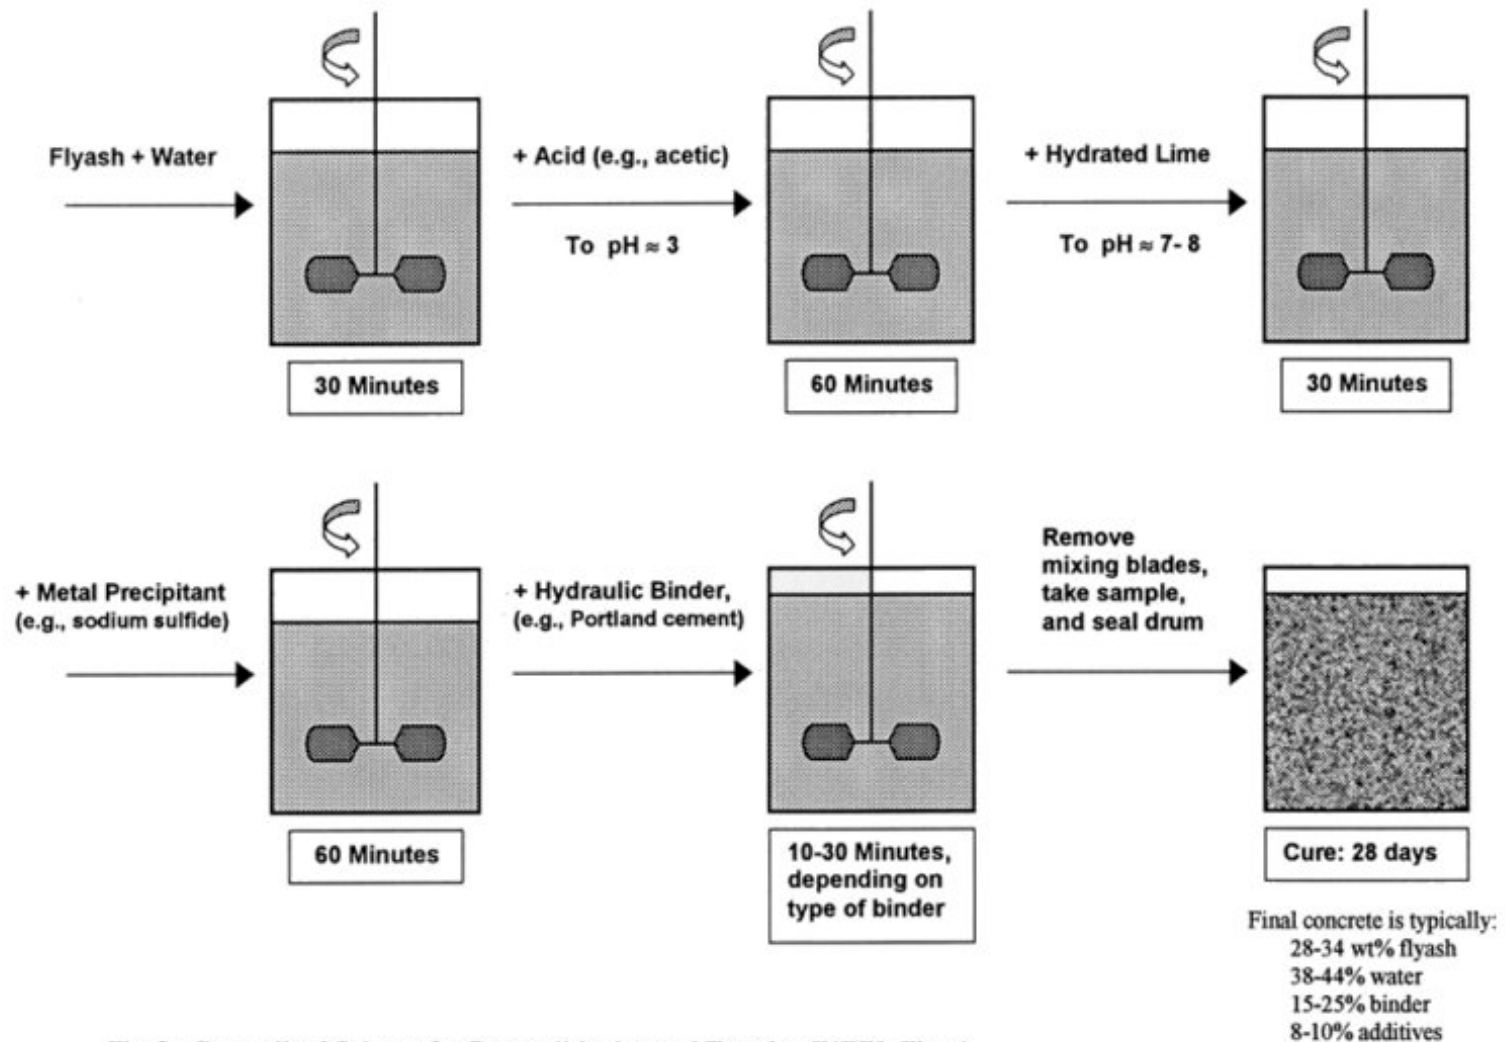 Flyash + Water
+ Acid (e.g., acetic)
To pH ≈ 3
+ Hydrated Lime
To pH ≈ 7- 8
30 Minutes
60 Minutes
30 Minutes
+ Metal Precipitant
(e.g., sodium sulfide)
+ Hydraulic Binder,
(e.g., Portland cement)
Remove
mixing blades,
take sample,
and seal drum
60 Minutes
10-30 Minutes,
depending on
type of binder
Cure: 28 days
Final concrete is typically:
28-34 wt% flyash
38-44% water
15-25% binder
8-10% additives